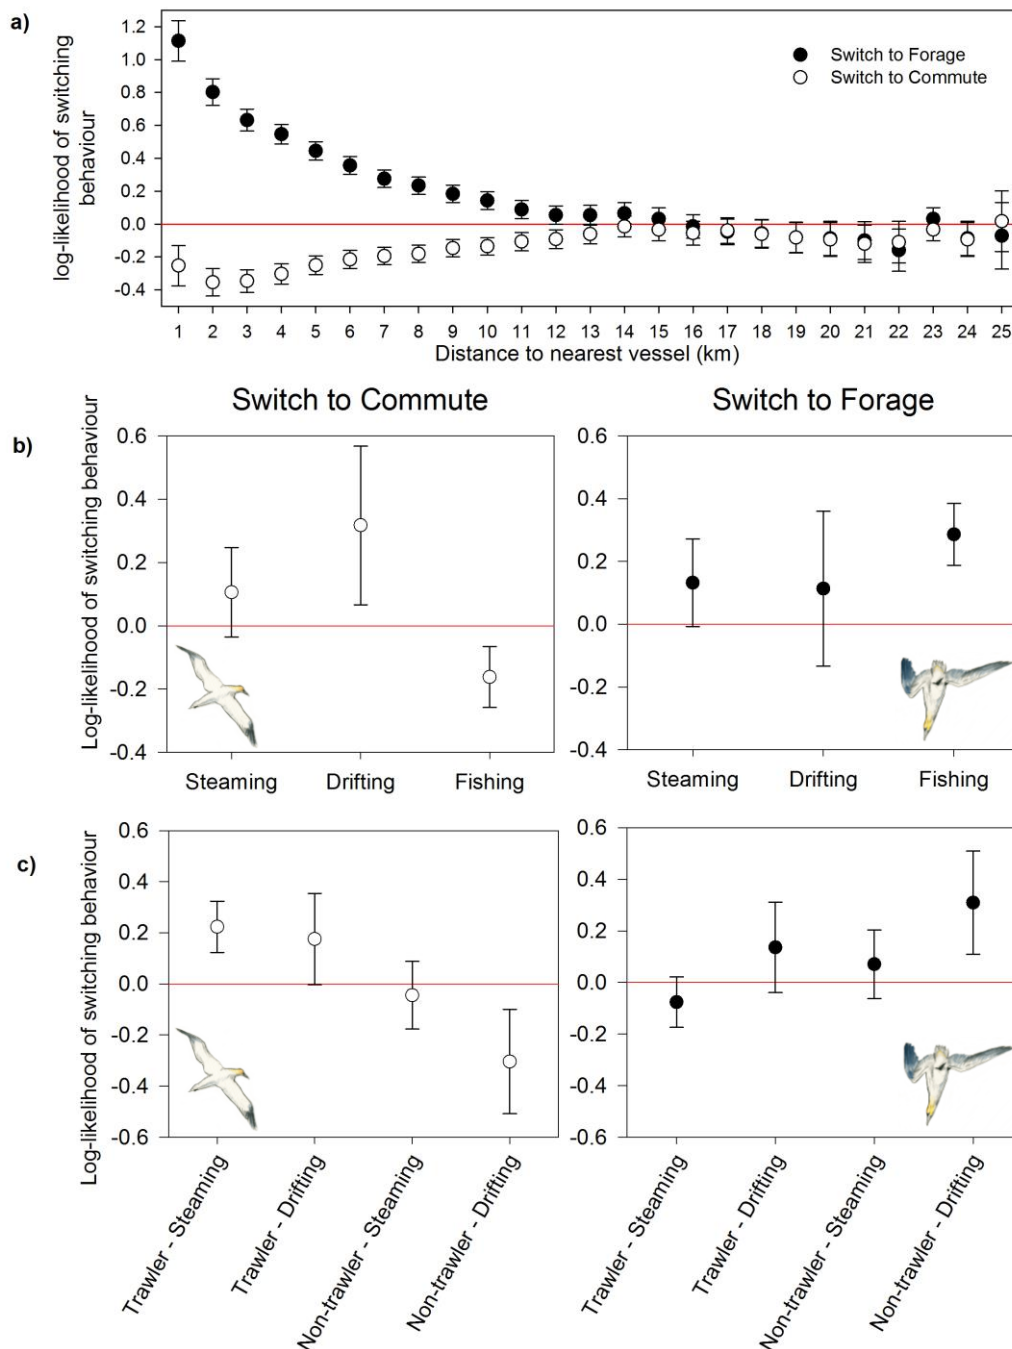 a)
log-likelihood of switching
behaviour
1.2
1.0
0.8
0.6
0.4
0.2
0.0
-0.2
-0.4
Switch to Forage
Switch to Commute
1 2 3 4 5 6 7 8 9 10 11 12 13 14 15 16 17 18 19 20 21 22 23 24 25
Distance to nearest vessel (km)
b)
Switch to Commute
Log-likelihood of switching behaviour
0.6
0.4
0.2
0.0
-0.2
-0.4
Steaming Drifting Fishing
Switch to Forage
0.6
0.4
0.2
0.0
-0.2
-0.4
Steaming Drifting Fishing
c)
Log-likelihood of switching behaviour
0.6
0.4
0.2
0.0
-0.2
-0.4
-0.6
Trawler - Steaming
Trawler - Drifting
Non-trawler - Steaming
Non-trawler - Drifting
0.6
0.4
0.2
0.0
-0.2
-0.4
-0.6
Trawler - Steaming
Trawler - Drifting
Non-trawler - Steaming
Non-trawler - Drifting